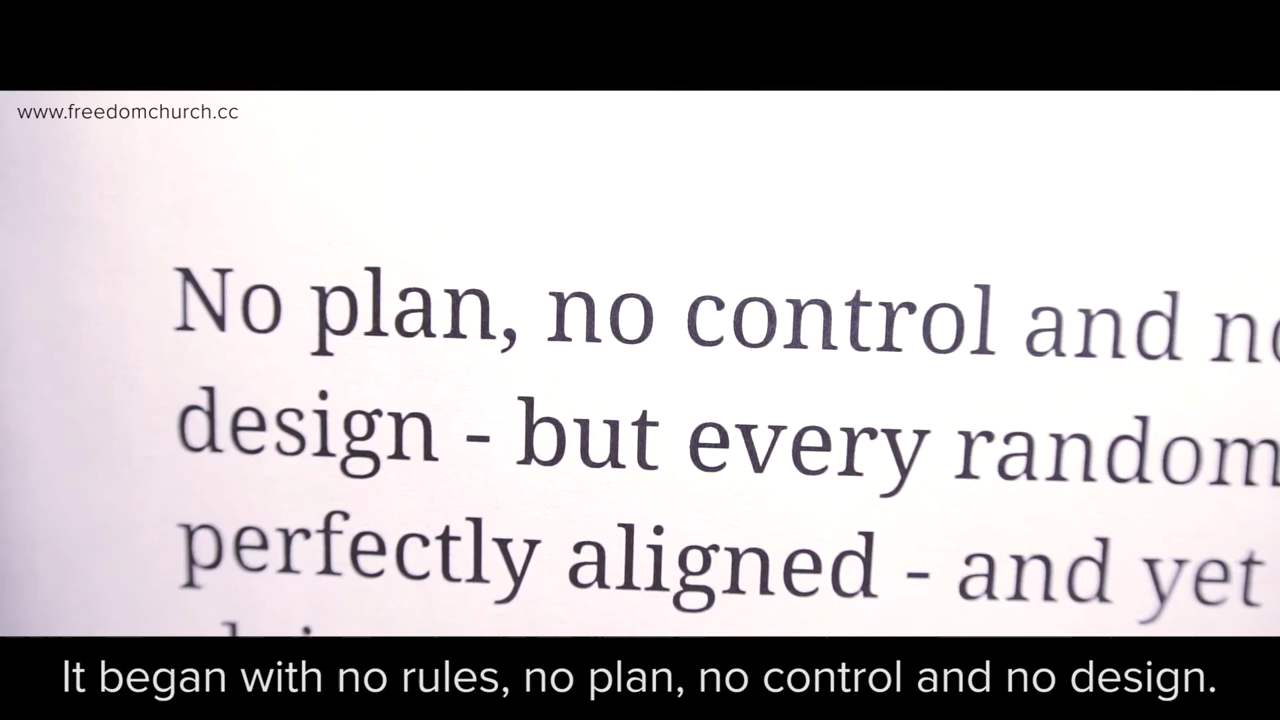 www.freedomchurch.cc
No plan, no control and no
design - but every random
perfectly aligned - and yet
It began with no rules, no plan, no control and no design.